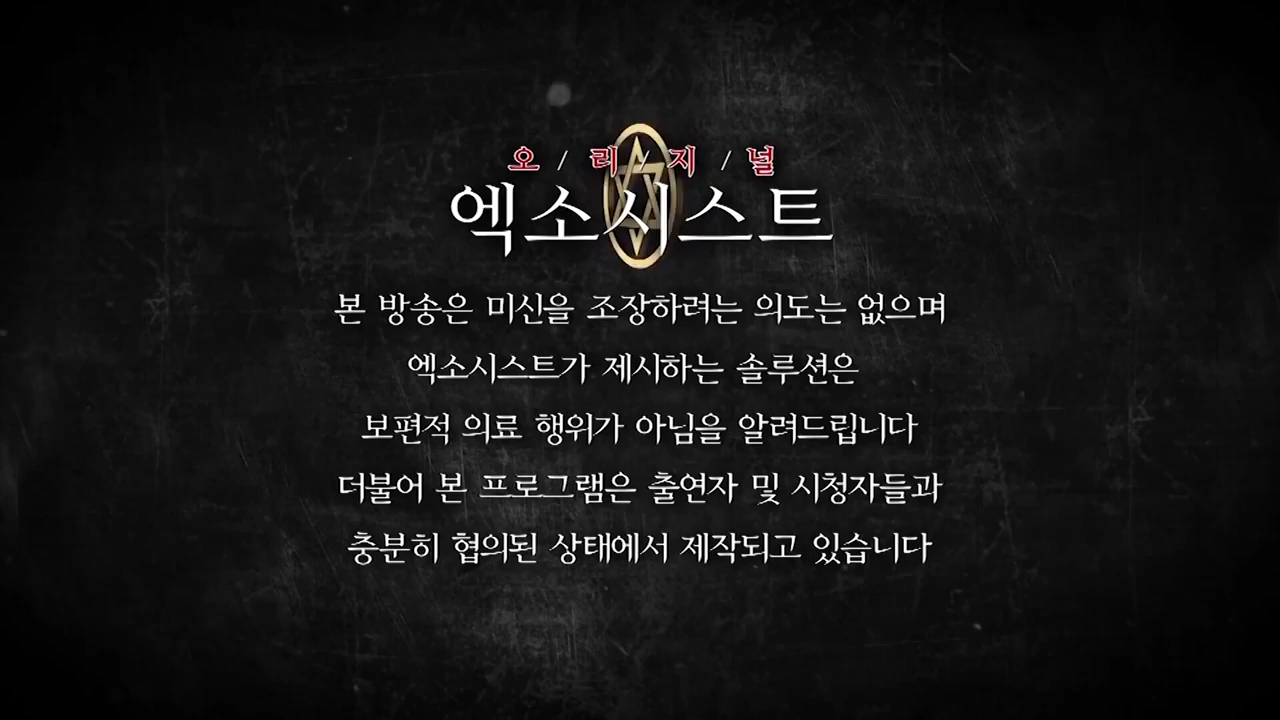 오/리/지/널
엑소시스트
본 방송은 미신을 조장하려는 의도는 없으며
엑소시스트가 제시하는 솔루션은
보편적 의료 행위가 아님을 알려드립니다
더불어 본 프로그램은 출연자 및 시청자들과
충분히 협의된 상태에서 제작되고 있습니다